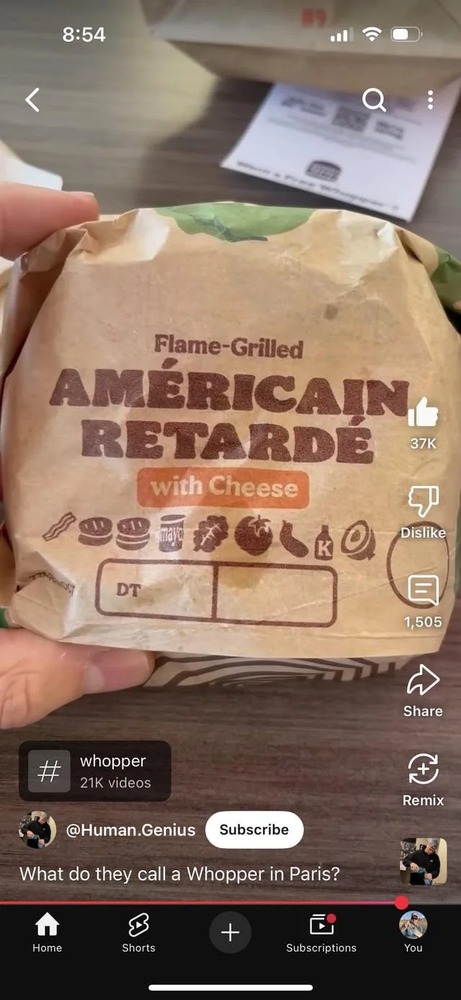 8:54
#9
Flame-Grilled
AMÉRICAIN
RETARDÉ
with Cheese
mayo
K
DT
37K
Dislike
1,505
Share
Remix
# whopper
21K videos
@Human.Genius Subscribe
What do they call a Whopper in Paris?
Home Shorts Subscriptions You